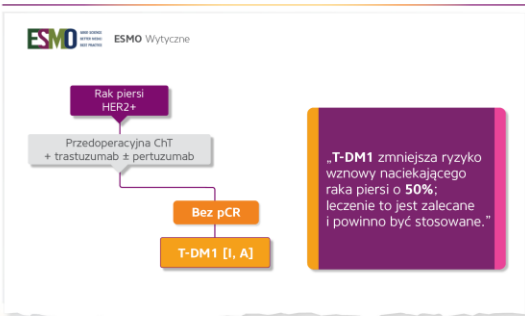 ESMO
GOOD SCIENCE
BETTER MEDICINE
BEST PRACTICE
ESMO Wytyczne
Rak piersi
HER2+
Przedoperacyjna ChT
+ trastuzumab ± pertuzumab
Bez pCR
T-DM1 [I, A]
„T-DM1 zmniejsza ryzyko
wznowy naciekającego
raka piersi o 50%;
leczenie to jest zalecane
i powinno być stosowane.”